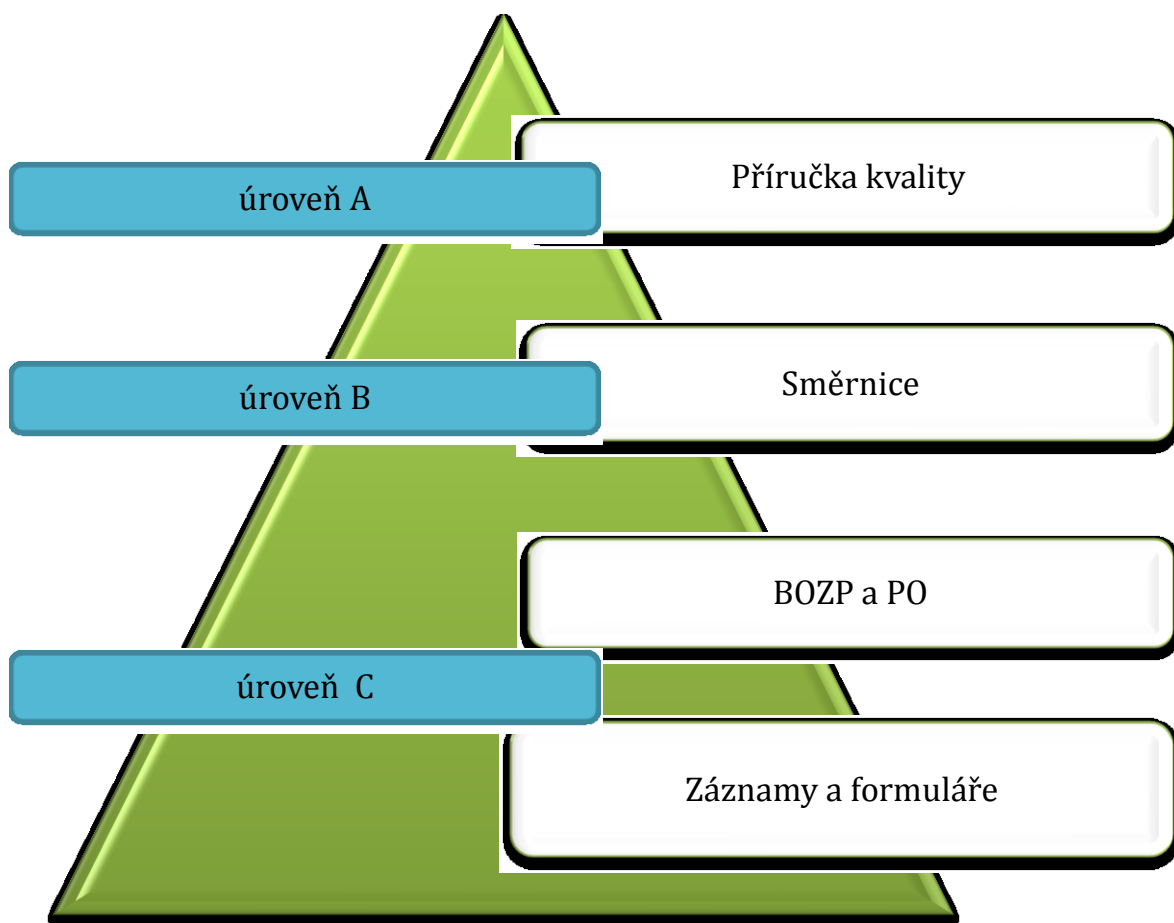 úroveň A
Příručka kvality
úroveň B
Směrnice
BOZP a PO
úroveň C
Záznamy a formuláře